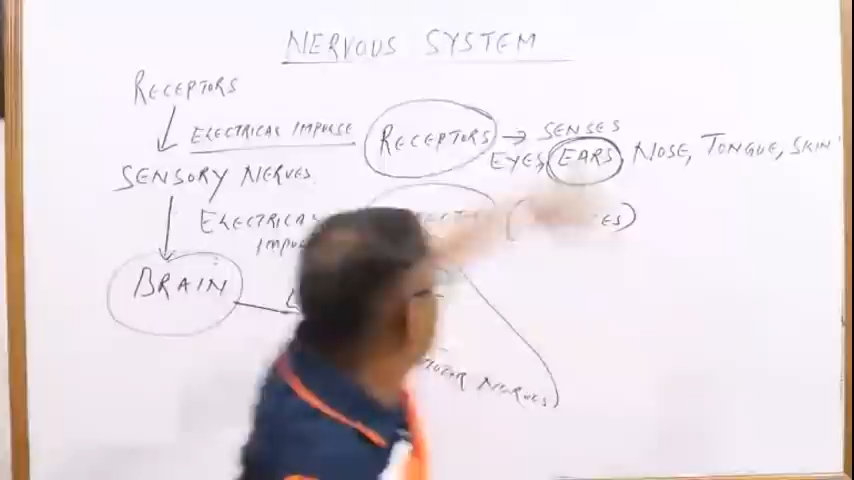 NERVOUS SYSTEM
RECEPTORS
ELECTRICAL IMPULSE
RECEPTORS → SENSES
EYES, EARS NOSE, TONGUE, SKIN
SENSORY NERVES
BRAIN
NERVES